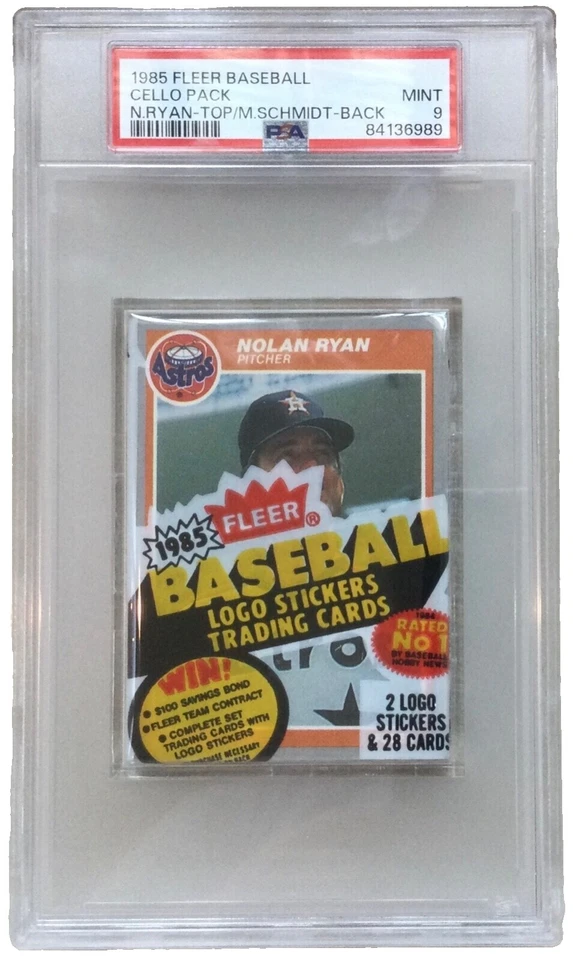 1985 FLEER BASEBALL
CELLO PACK MINT
N.RYAN-TOP/M.SCHMIDT-BACK 9
PSA 84136989
Astros
NOLAN RYAN
PITCHER
1985 FLEER ®
BASEBALL
LOGO STICKERS
TRADING CARDS
1984
RATED
No 1
BY BASEBALL
HOBBY NEWS
WIN!
• $100 SAVINGS BOND
• FLEER TEAM CONTRACT
• COMPLETE SET
TRADING CARDS WITH
LOGO STICKERS
2 LOGO
STICKERS
& 28 CARDS